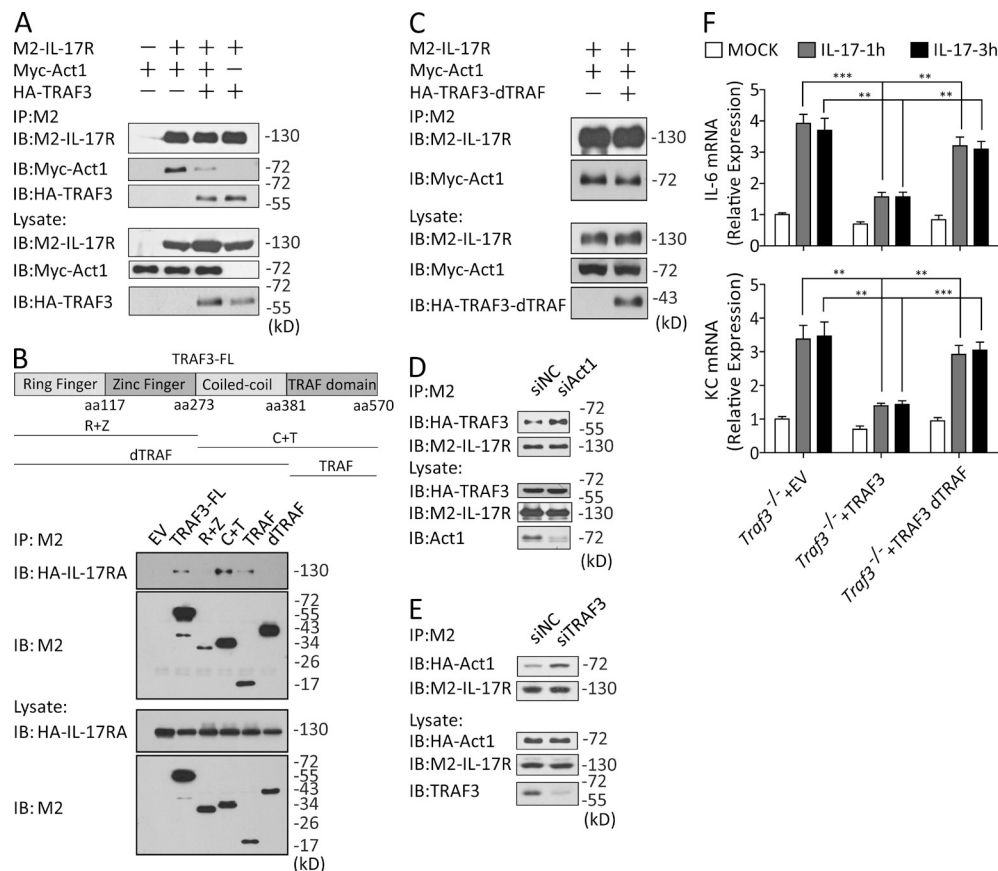 A
M2-IL-17R − + + +
Myc-Act1 + + + −
HA-TRAF3 − − + +
IP:M2
IB:M2-IL-17R -130
IB:Myc-Act1 -72
-72
IB:HA-TRAF3 -55
Lysate:
IB:M2-IL-17R -130
IB:Myc-Act1 -72
-72
IB:HA-TRAF3 -55
(kD)
B
TRAF3-FL
Ring Finger Zinc Finger Coiled-coil TRAF domain
aa117 aa273 aa381 aa570
R+Z
C+T
dTRAF
TRAF
EV TRAF3-FL R+Z C+T TRAF dTRAF
IP: M2
IB: HA-IL-17RA -130
-72
-55
-43
IB: M2 -34
-26
-17
Lysate:
IB: HA-IL-17RA -130
-72
-55
-43
IB: M2 -34
-26
-17
(kD)
C
M2-IL-17R + +
Myc-Act1 + +
HA-TRAF3-dTRAF − +
IP:M2
IB:M2-IL-17R -130
IB:Myc-Act1 -72
Lysate:
IB:M2-IL-17R -130
IB:Myc-Act1 -72
IB:HA-TRAF3-dTRAF -43
(kD)
D
siNC siAct1
IP:M2
-72
IB:HA-TRAF3 -55
IB:M2-IL-17R -130
Lysate:
-72
IB:HA-TRAF3 -55
IB:M2-IL-17R -130
IB:Act1 -72
(kD)
E
siNC siTRAF3
IP:M2
IB:HA-Act1 -72
IB:M2-IL-17R -130
Lysate:
IB:HA-Act1 -72
IB:M2-IL-17R -130
-72
IB:TRAF3 -55
(kD)
F
MOCK IL-17-1h IL-17-3h
*** **
** **
5
4
3
2
1
0
IL-6 mRNA
(Relative Expression)
** **
** ***
5
4
3
2
1
0
KC mRNA
(Relative Expression)
Traf3-/-+EV
Traf3-/-+TRAF3
Traf3-/-+TRAF3 dTRAF